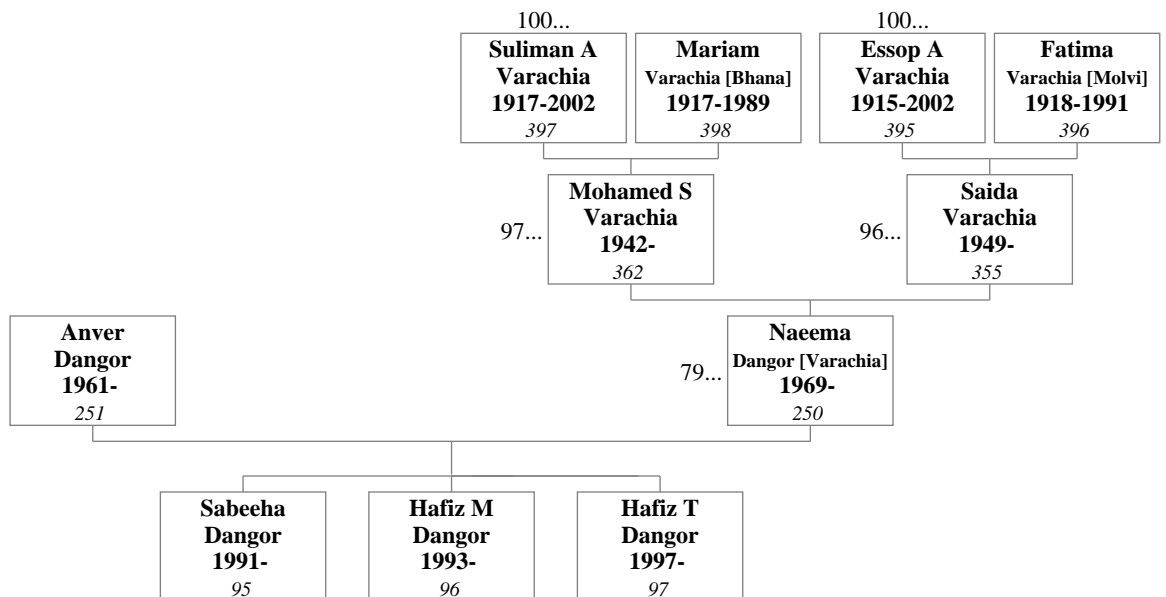 100...
Suliman A
Varachia
1917-2002
397
Mariam
Varachia [Bhana]
1917-1989
398
100...
Essop A
Varachia
1915-2002
395
Fatima
Varachia [Molvi]
1918-1991
396
97...
Mohamed S
Varachia
1942-
362
96...
Saida
Varachia
1949-
355
Anver
Dangor
1961-
251
79...
Naeema
Dangor [Varachia]
1969-
250
Sabeeha
Dangor
1991-
95
Hafiz M
Dangor
1993-
96
Hafiz T
Dangor
1997-
97